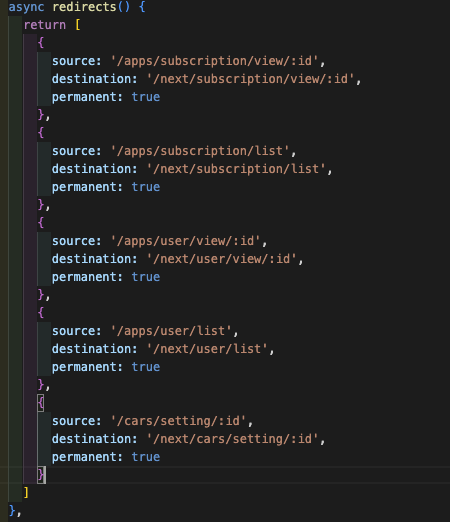 async redirects() {
return [
{
source: '/apps/subscription/view/:id',
destination: '/next/subscription/view/:id',
permanent: true
},
{
source: '/apps/subscription/list',
destination: '/next/subscription/list',
permanent: true
},
{
source: '/apps/user/view/:id',
destination: '/next/user/view/:id',
permanent: true
},
{
source: '/apps/user/list',
destination: '/next/user/list',
permanent: true
},
{
source: '/cars/setting/:id',
destination: '/next/cars/setting/:id',
permanent: true
}
]
},